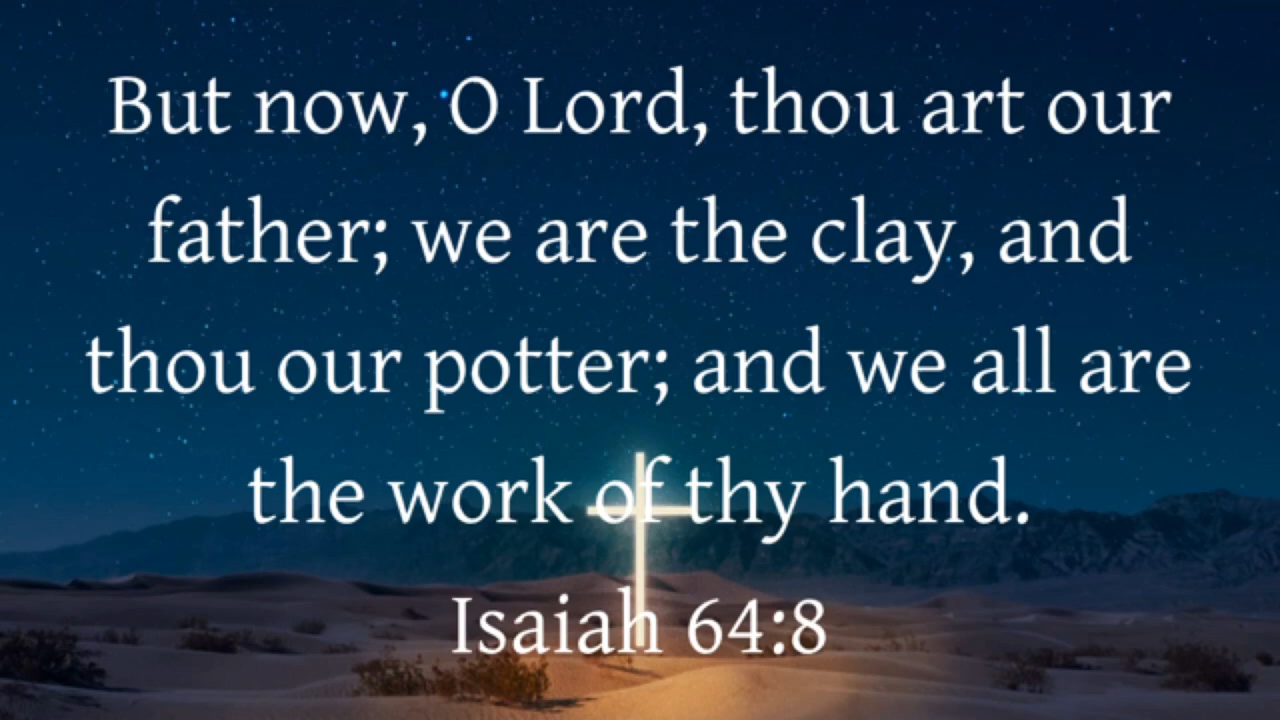 But now, O Lord, thou art our
father; we are the clay, and
thou our potter; and we all are
the work of thy hand.
Isaiah 64:8